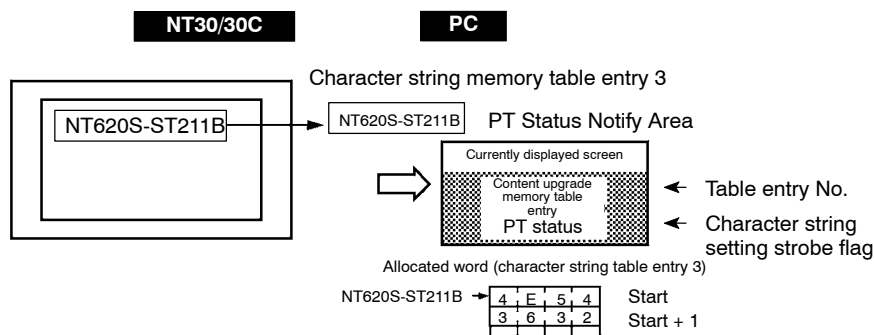 NT30/30C
PC
Character string memory table entry 3
NT620S-ST211B
NT620S-ST211B
PT Status Notify Area
Currently displayed screen
Content upgrade
memory table
entry
PT status
Table entry No.
Character string
setting strobe flag
Allocated word (character string table entry 3)
NT620S-ST211B
4 E 5 4
Start
3 6 3 2
Start + 1